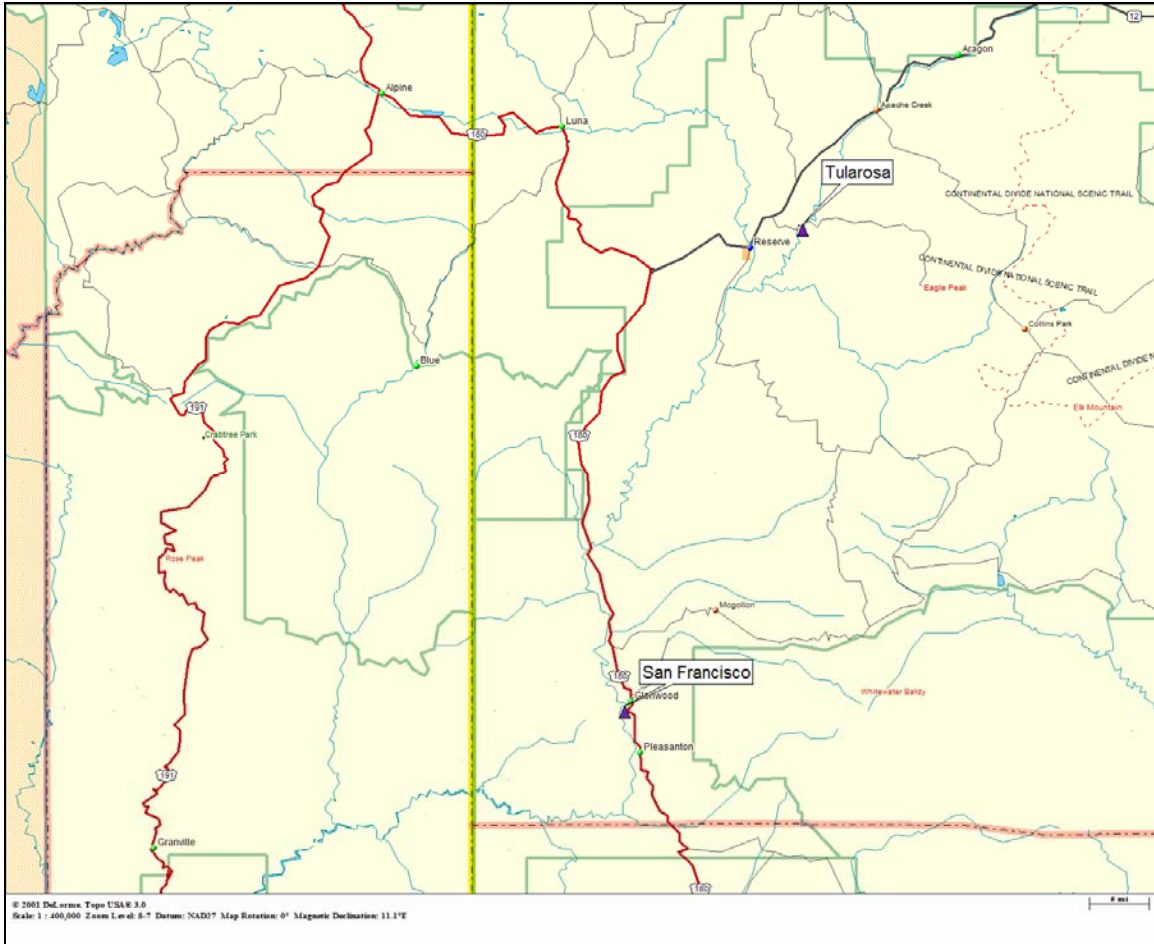 12
Aragon
Alpine
Apache Creek
Luna
180
Tularosa
CONTINENTAL DIVIDE NATIONAL SCENIC TRAIL
Reserve
CONTINENTAL DIVIDE NATIONAL SCENIC TRAIL
Eagle Peak
Collins Park
Blue
CONTINENTAL DIVIDE N
191
Elk Mountain
Crabtree Park
180
Rose Peak
Mogollon
San Francisco
180
Glenwood
Whitewater Baldy
Pleasanton
191
Granville
180
© 2001 DeLorme. Topo USA® 3.0
5 mi
Scale: 1 : 400,000 Zoom Level: 8-7 Datum: NAD27 Map Rotation: 0° Magnetic Declination: 11.1°E